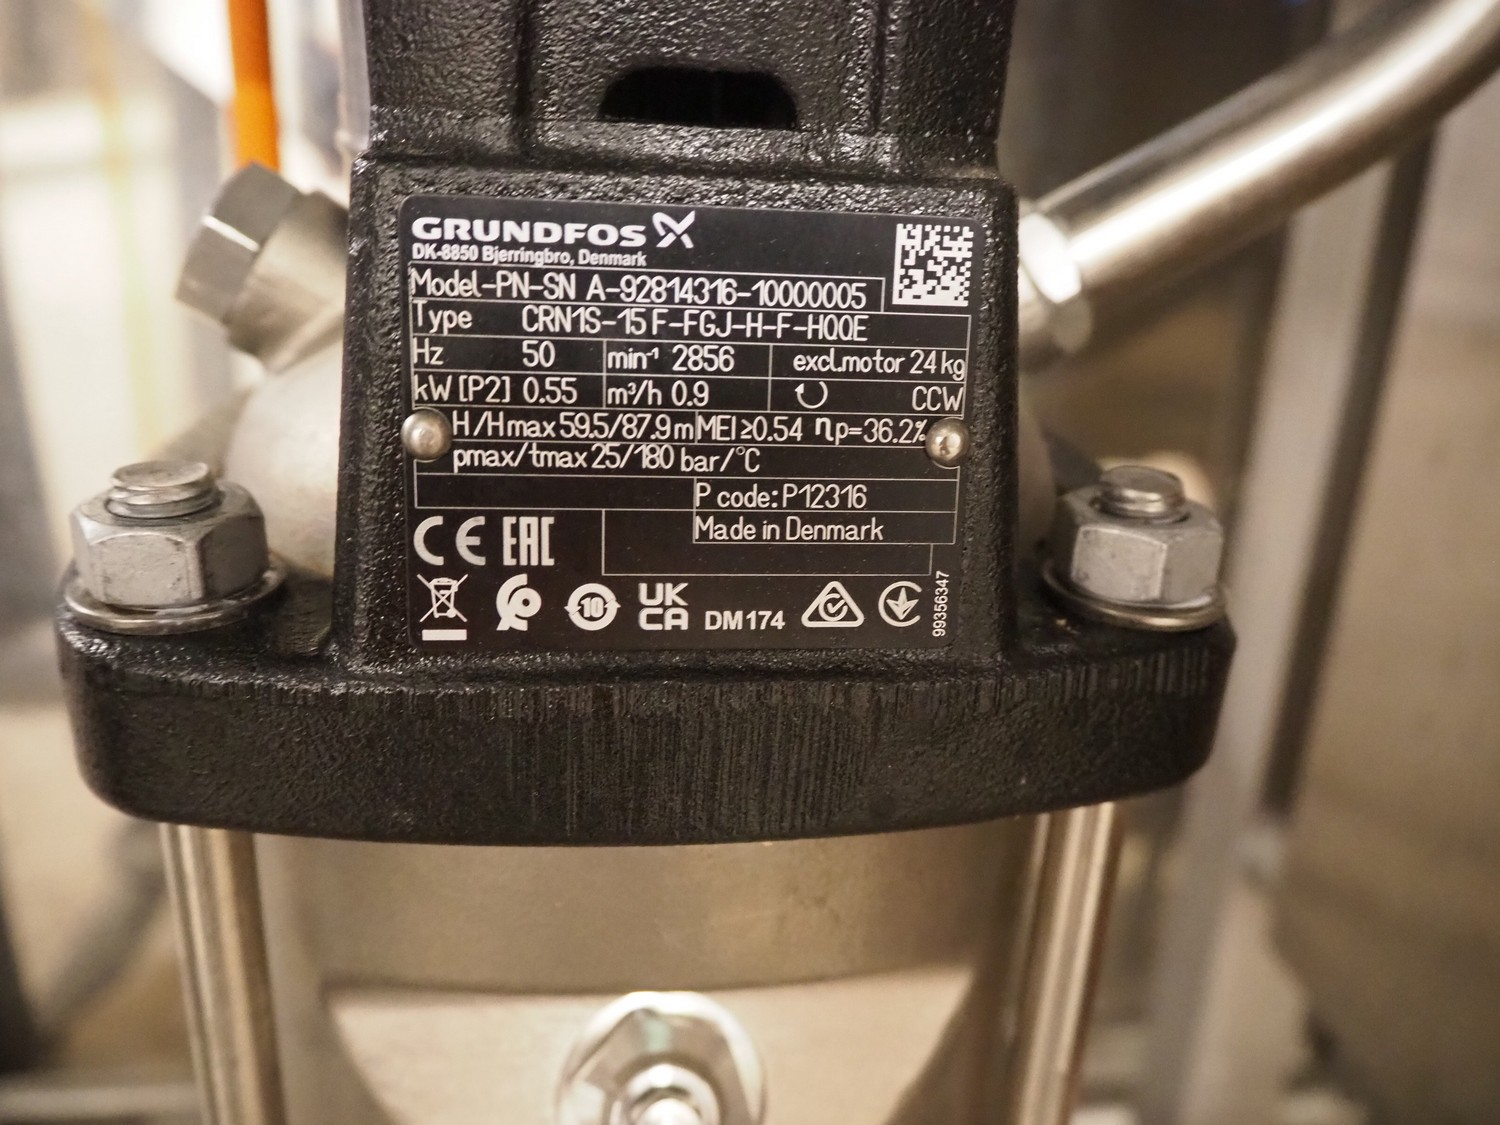 GRUNDFOS
DK-8850 Bjerringbro, Denmark
Model-PN-SN A-92814316-10000005
Type CRN1S-15 F-FGJ-H-F-HQQE
Hz 50 min⁻¹ 2856 excl.motor 24 kg
kW [P2] 0.55 m³/h 0.9 CCW
H/Hmax 59.5/87.9 m MEI ≥0.54 ηp=36.2%
pmax/tmax 25/180 bar/°C
P code: P12316
Made in Denmark
CE EAC
10 UK CA DM 174
99356347